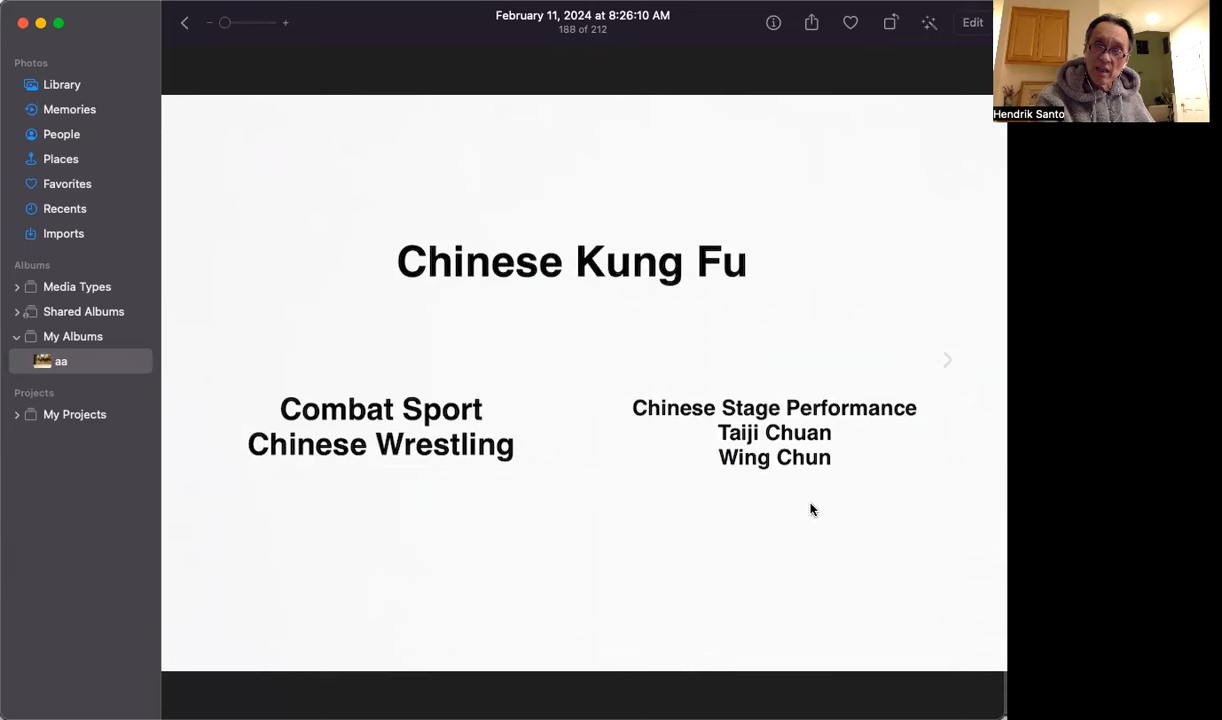 February 11, 2024 at 8:26:10 AM
188 of 212
Edit
Hendrik Santo
Photos
Library
Memories
People
Places
Favorites
Recents
Imports
Albums
Media Types
Shared Albums
My Albums
aa
Projects
My Projects
Chinese Kung Fu
Combat Sport
Chinese Wrestling
Chinese Stage Performance
Taiji Chuan
Wing Chun